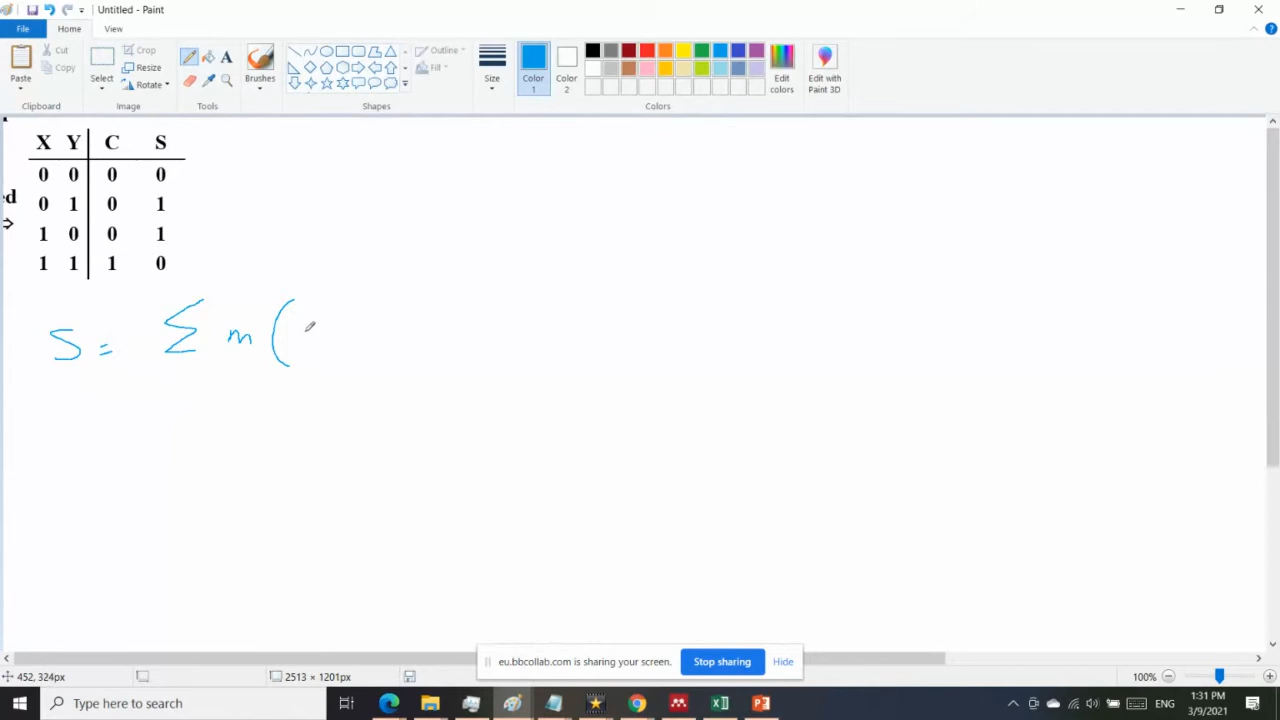 Untitled - Paint
File Home View
Paste
Cut
Copy
Clipboard
Select
Crop
Resize
Rotate
Image
Tools
Brushes
Shapes
Outline
Fill
Size
Color 1
Color 2
Edit colors
Edit with Paint 3D
Colors
X Y C S
0 0 0 0
ed
0 1 0 1
⇨
1 0 0 1
1 1 1 0
S = Σ m (
eu.bbcollab.com is sharing your screen. Stop sharing Hide
452, 324px 2513 × 1201px 100%
Type here to search
ENG
1:31 PM
3/9/2021